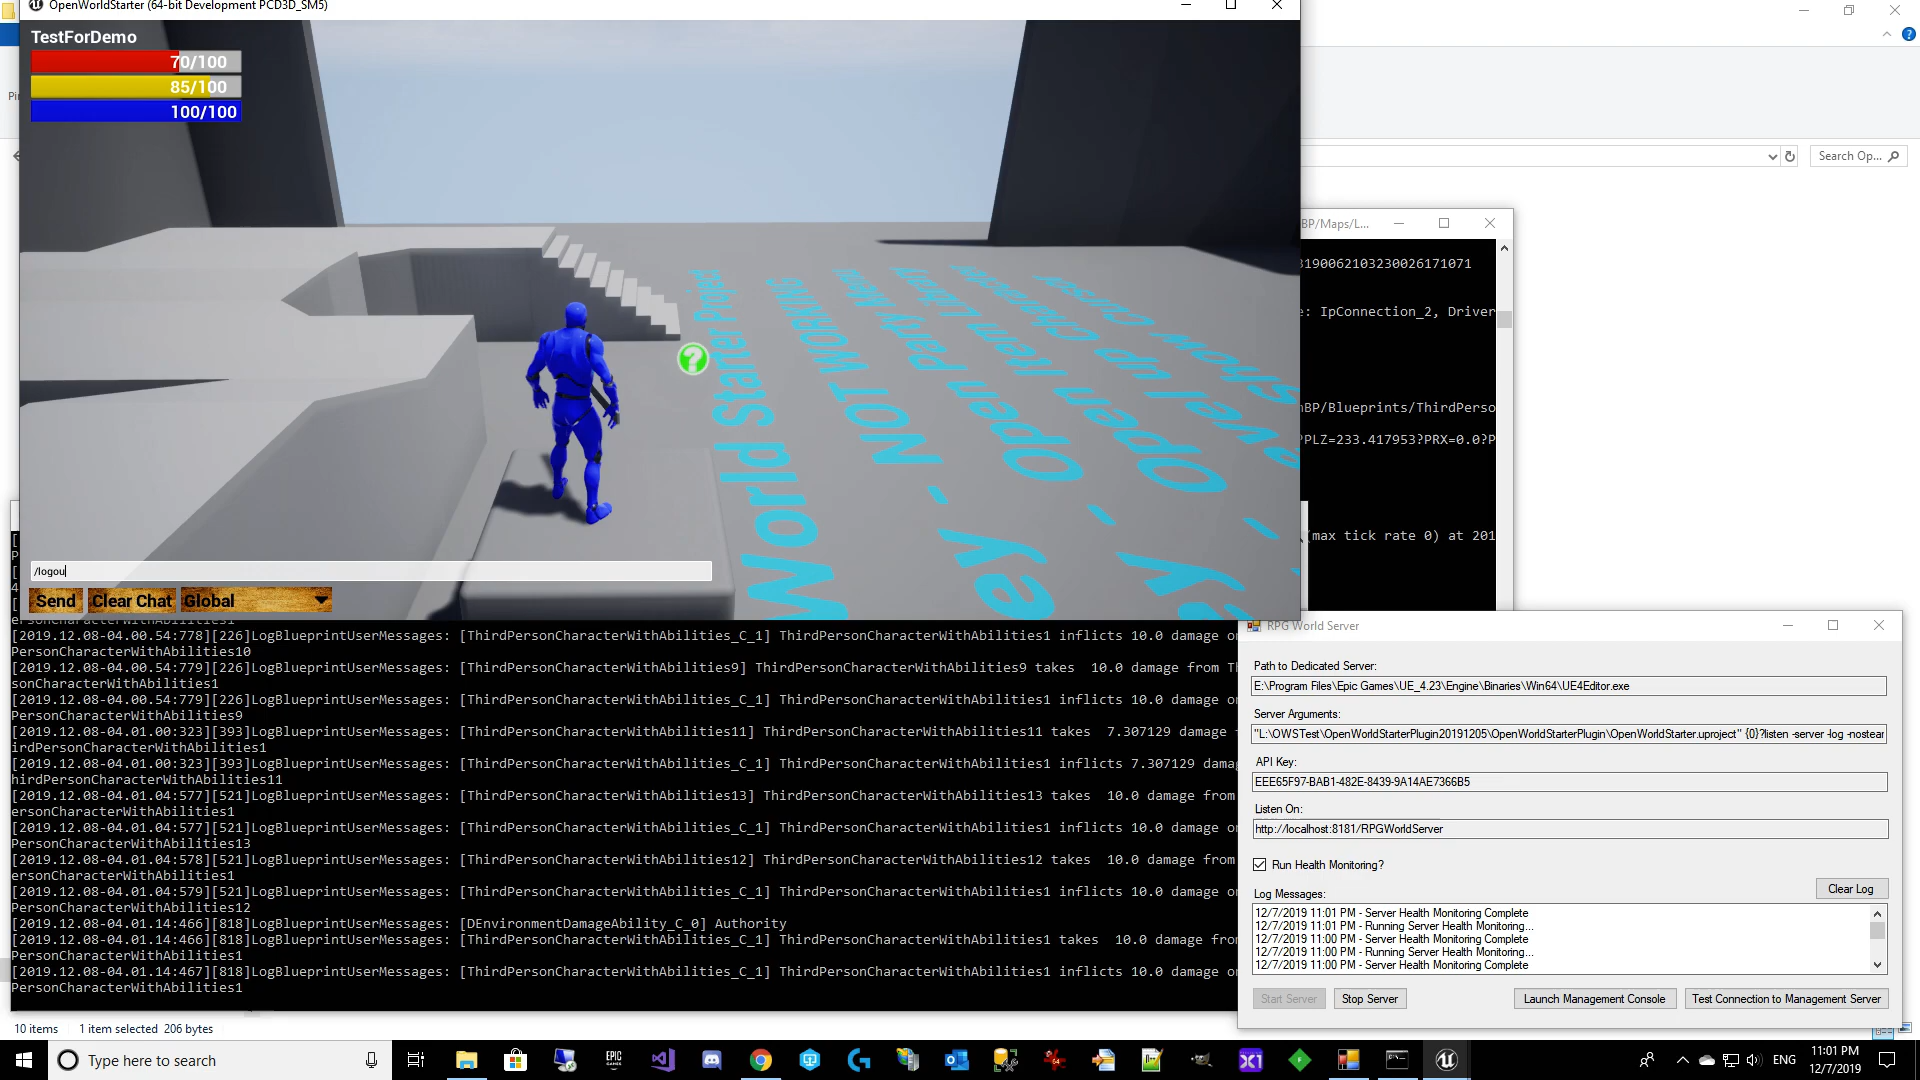 OpenWorldStarter (64-bit Development PCD3D_SM5)
TestForDemo
70/100
85/100
100/100
Search Op...
BP/Maps/L...
3190062103230026171071
e: IpConnection_2, Driver
nBP/Blueprints/ThirdPerso
?PLZ=233.417953?PRX=0.0?P
(max tick rate 0) at 201
World Starter Project
NOT WORKING
ey - Open Party Menu
/logou
Send
Clear Chat
Global
[2019.12.08-04.00.54:778][226]LogBlueprintUserMessages: [ThirdPersonCharacterWithAbilities_C_1] ThirdPersonCharacterWithAbilities1 inflicts 10.0 damage o
PersonCharacterWithAbilities10
[2019.12.08-04.00.54:779][226]LogBlueprintUserMessages: [ThirdPersonCharacterWithAbilities9] ThirdPersonCharacterWithAbilities9 takes  10.0 damage from T
sonCharacterWithAbilities1
[2019.12.08-04.00.54:779][226]LogBlueprintUserMessages: [ThirdPersonCharacterWithAbilities_C_1] ThirdPersonCharacterWithAbilities1 inflicts 10.0 damage o
PersonCharacterWithAbilities9
[2019.12.08-04.01.00:323][393]LogBlueprintUserMessages: [ThirdPersonCharacterWithAbilities11] ThirdPersonCharacterWithAbilities11 takes  7.307129 damage
irdPersonCharacterWithAbilities1
[2019.12.08-04.01.00:323][393]LogBlueprintUserMessages: [ThirdPersonCharacterWithAbilities_C_1] ThirdPersonCharacterWithAbilities1 inflicts 7.307129 dama
hirdPersonCharacterWithAbilities11
[2019.12.08-04.01.04:577][521]LogBlueprintUserMessages: [ThirdPersonCharacterWithAbilities13] ThirdPersonCharacterWithAbilities13 takes  10.0 damage from
ersonCharacterWithAbilities1
[2019.12.08-04.01.04:577][521]LogBlueprintUserMessages: [ThirdPersonCharacterWithAbilities_C_1] ThirdPersonCharacterWithAbilities1 inflicts 10.0 damage o
PersonCharacterWithAbilities13
[2019.12.08-04.01.04:578][521]LogBlueprintUserMessages: [ThirdPersonCharacterWithAbilities12] ThirdPersonCharacterWithAbilities12 takes  10.0 damage from
ersonCharacterWithAbilities1
[2019.12.08-04.01.04:579][521]LogBlueprintUserMessages: [ThirdPersonCharacterWithAbilities_C_1] ThirdPersonCharacterWithAbilities1 inflicts 10.0 damage o
PersonCharacterWithAbilities12
[2019.12.08-04.01.14:466][818]LogBlueprintUserMessages: [DEnvironmentDamageAbility_C_0] Authority
[2019.12.08-04.01.14:466][818]LogBlueprintUserMessages: [ThirdPersonCharacterWithAbilities_C_1] ThirdPersonCharacterWithAbilities1 takes  10.0 damage fro
PersonCharacterWithAbilities1
[2019.12.08-04.01.14:467][818]LogBlueprintUserMessages: [ThirdPersonCharacterWithAbilities_C_1] ThirdPersonCharacterWithAbilities1 inflicts 10.0 damage o
PersonCharacterWithAbilities1
RPG World Server
Path to Dedicated Server:
E:\Program Files\Epic Games\UE_4.23\Engine\Binaries\Win64\UE4Editor.exe
Server Arguments:
"L:\OWSTest\OpenWorldStarterPlugin20191205\OpenWorldStarterPlugin\OpenWorldStarter.uproject" {0}?listen -server -log -nostear
API Key:
EEE65F97-BAB1-482E-8439-9A14AE7366B5
Listen On:
http://localhost:8181/RPGWorldServer
Run Health Monitoring?
Clear Log
Log Messages:
12/7/2019 11:01 PM - Server Health Monitoring Complete
12/7/2019 11:01 PM - Running Server Health Monitoring...
12/7/2019 11:00 PM - Server Health Monitoring Complete
12/7/2019 11:00 PM - Running Server Health Monitoring...
12/7/2019 11:00 PM - Server Health Monitoring Complete
Start Server
Stop Server
Launch Management Console
Test Connection to Management Server
10 items
1 item selected  206 bytes
Type here to search
EPIC
GAMES
ENG
11:01 PM
12/7/2019